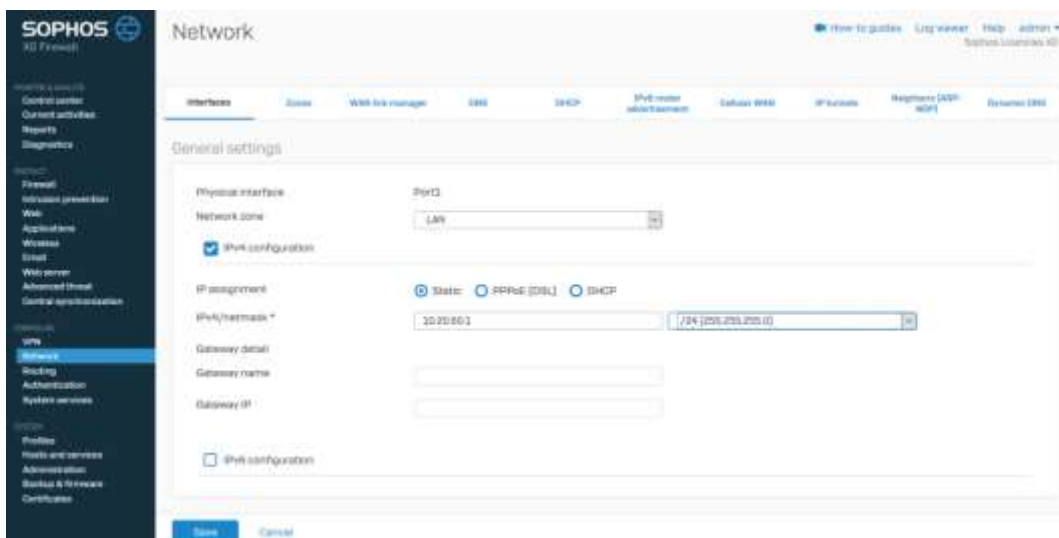 SOPHOS
XG Firewall
Network
How-to guides Log viewer Help admin
Control center
Current activities
Reports
Diagnostics
Firewall
Intrusion prevention
Web
Applications
Wireless
Email
Web server
Advanced threat
Central synchronization
VPN
Network
Routing
Authentication
System services
Profiles
Hosts and services
Administration
Backup & firmware
Certificates
Interfaces Zones WAN link manager DNS DHCP IPv6 router advertisement Cellular WAN IP tunnels Neighbors (ARP-NDP) Dynamic DNS
General settings
Physical interface
Network zone LAN
IPv4 configuration
IP assignment Static PPPoE (DSL) DHCP
IPv4/netmask * /24 (255.255.255.0)
Gateway detail
Gateway name
Gateway IP
IPv6 configuration
Save Cancel